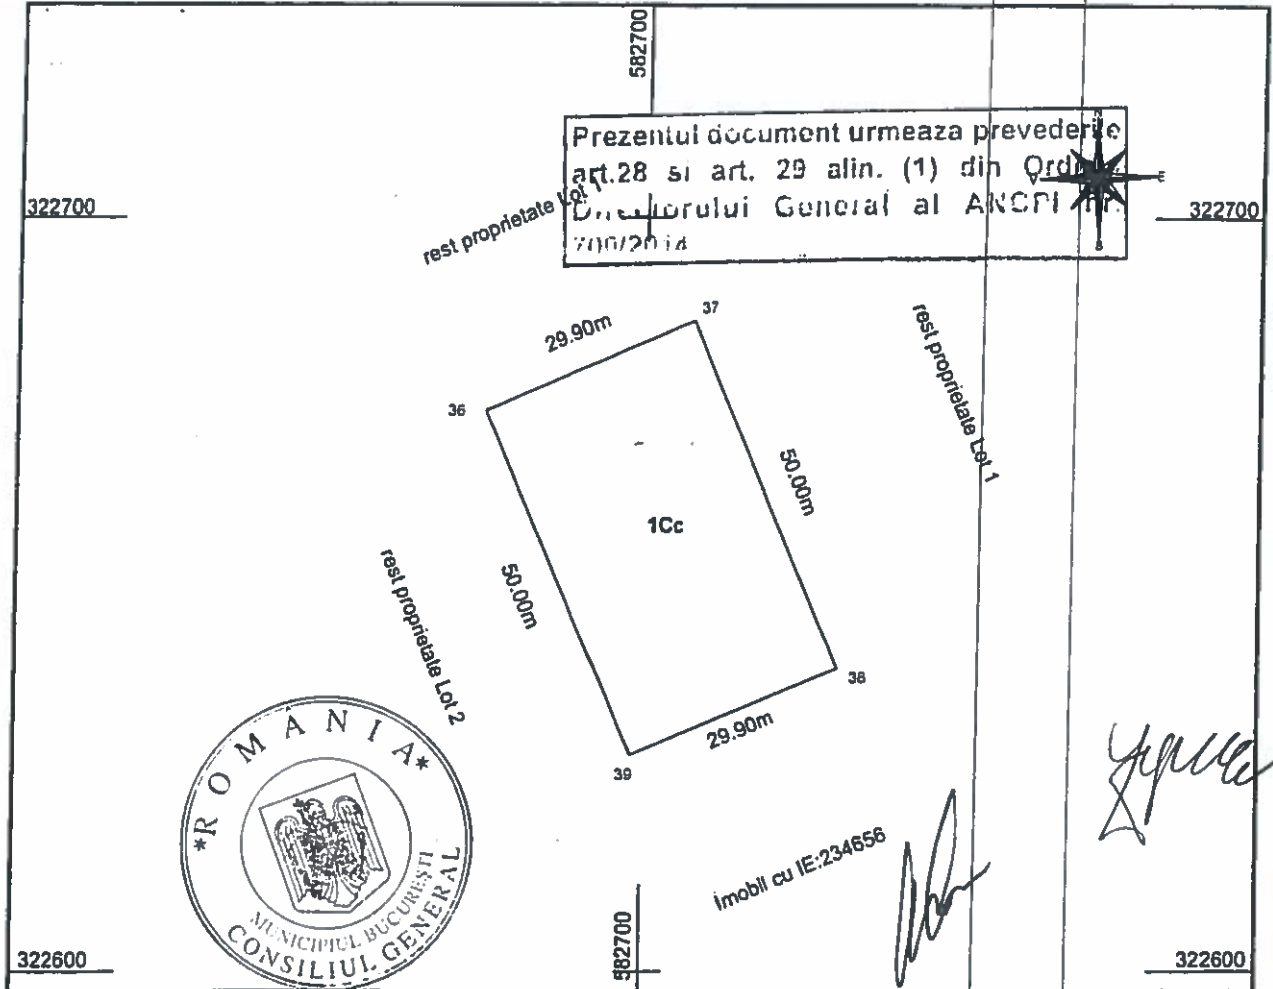 582700
Prezentul document urmeaza prevederile
art.28 si art. 29 alin. (1) din
Directorului General al ANCPI nr.
700/2014
322700
322700
rest proprietate Lot 1
37
29.90m
36
rest proprietate Lot 1
50.00m
1Cc
50.00m
rest proprietate Lot 2
38
29.90m
39
*ROMÂNIA*
MUNICIPIUL BUCUREȘTI
CONSILIUL GENERAL
Imobil cu IE:234656
582700
322600
322600
E